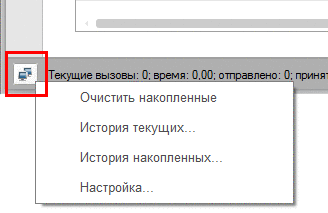 Текущие вызовы: 0; время: 0,00; отправлено: 0; принят
Очистить накопленные
История текущих...
История накопленных...
Настройка...